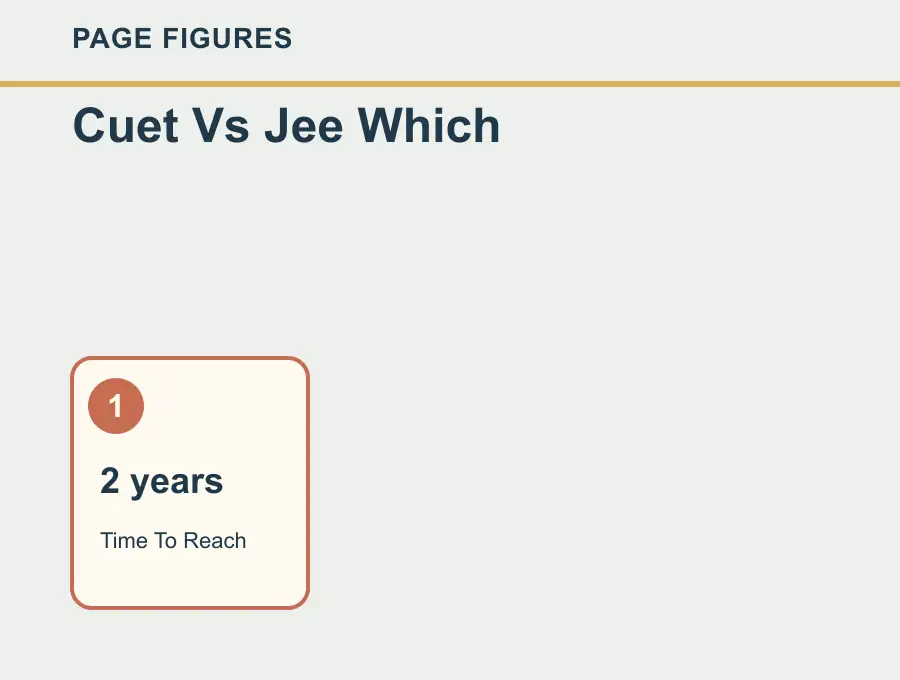 PAGE FIGURES
Cuet Vs Jee Which
1
2 years
Time To Reach